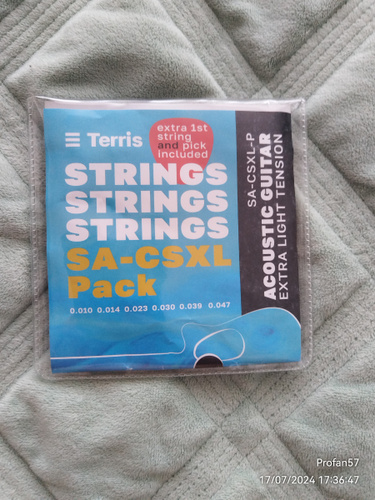 Terris
extra 1st
string
and pick
included
STRINGS
STRINGS
STRINGS
SA-CSXL
Pack
0.010 0.014 0.023 0.030 0.039 0.047
SA-CSXL-P
ACOUSTIC GUITAR
EXTRA LIGHT TENSION
Profan57
17/07/2024 17:36:47